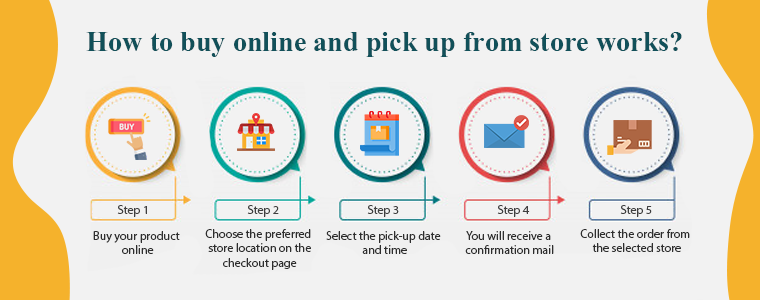 How to buy online and pick up from store works?
BUY
Step 1
Buy your product
online
Step 2
Choose the preferred
store location on the
checkout page
Step 3
Select the pick-up date
and time
Step 4
You will receive a
confirmation mail
Step 5
Collect the order from
the selected store